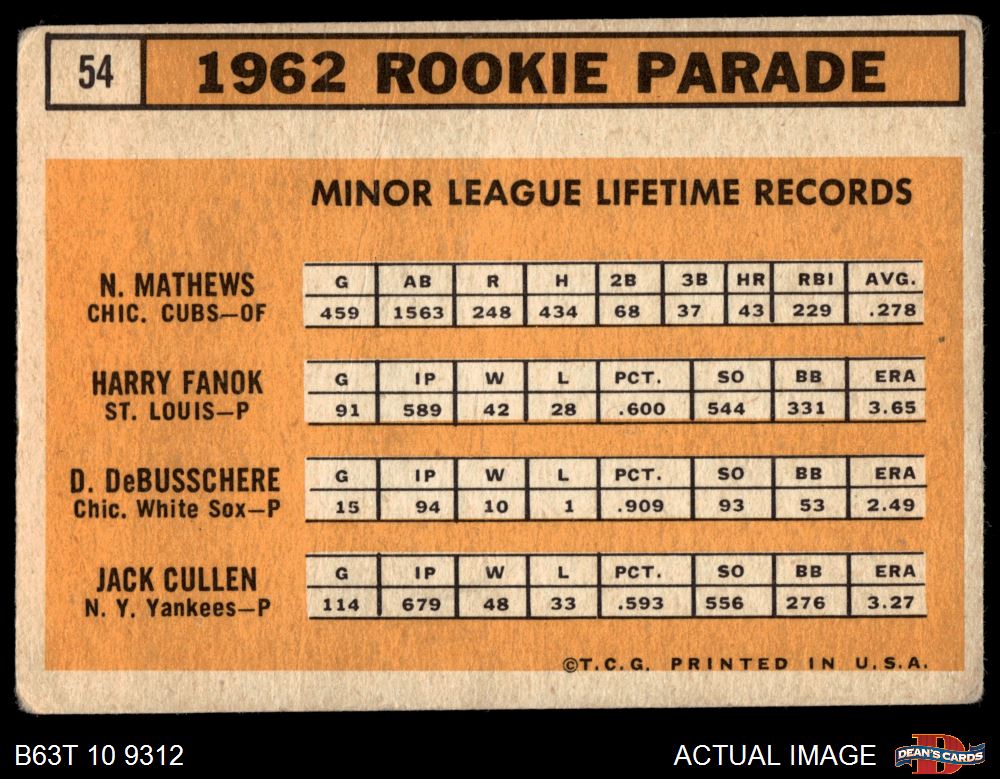 54 1962 ROOKIE PARADE
MINOR LEAGUE LIFETIME RECORDS
N. MATHEWS
CHIC. CUBS—OF
G AB R H 2B 3B HR RBI AVG.
459 1563 248 434 68 37 43 229 .278
HARRY FANOK
ST. LOUIS—P
G IP W L PCT. SO BB ERA
91 589 42 28 .600 544 331 3.65
D. DeBUSSCHERE
Chic. White Sox—P
G IP W L PCT. SO BB ERA
15 94 10 1 .909 93 53 2.49
JACK CULLEN
N. Y. Yankees—P
G IP W L PCT. SO BB ERA
114 679 48 33 .593 556 276 3.27
©T.C.G. PRINTED IN U.S.A.
B63T 10 9312 ACTUAL IMAGE D DEAN'S CARDS